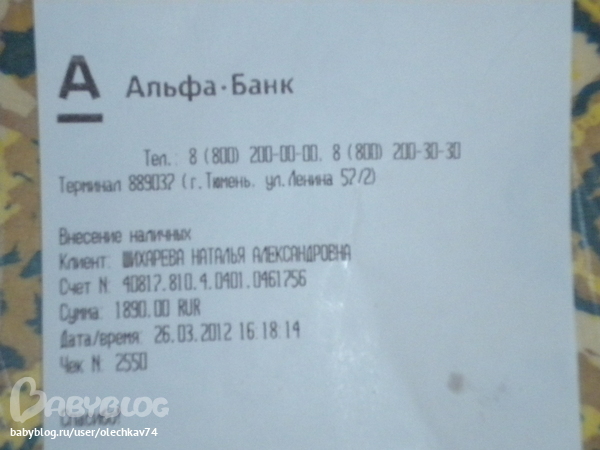 А
Альфа·Банк
Тел.: 8 (800) 200-00-00, 8 (800) 200-30-30
Терминал 889037 (г.Тюмень, ул.Ленина 57/2)
Внесение наличных
Клиент: ШИХАРЕВА НАТАЛЬЯ АЛЕКСАНДРОВНА
Счет N: 40817.810.4.0401.0461756
Сумма: 1890.00 RUR
Дата/время: 26.03.2012 16:18:14
Чек N: 2550
BABYBLOG
babyblog.ru/user/olechkav74